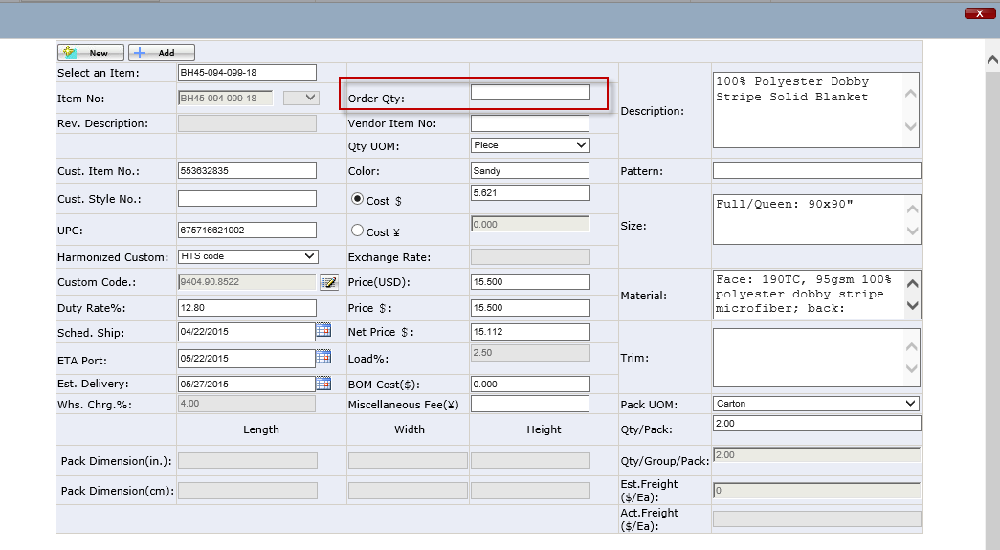 X
New Add
Select an Item: BH45-094-099-18
Item No: BH45-094-099-18 Order Qty:
Description: 100% Polyester Dobby
Stripe Solid Blanket
Rev. Description: Vendor Item No:
Qty UOM: Piece
Cust. Item No.: 553632835 Color: Sandy Pattern:
Cust. Style No.: Cost $ 5.621
Size: Full/Queen: 90x90"
UPC: 675716621902 Cost ¥ 0.000
Harmonized Custom: HTS code Exchange Rate:
Custom Code.: 9404.90.8522 Price(USD): 15.500
Material: Face: 190TC, 95gsm 100%
polyester dobby stripe
microfiber; back:
Duty Rate%: 12.80 Price $: 15.500
Sched. Ship: 04/22/2015 Net Price $: 15.112
ETA Port: 05/22/2015 Load%: 2.50 Trim:
Est. Delivery: 05/27/2015 BOM Cost($): 0.000
Whs. Chrg.%: 4.00 Miscellaneous Fee(¥) Pack UOM: Carton
Length Width Height Qty/Pack: 2.00
Pack Dimension(in.): Qty/Group/Pack: 2.00
Pack Dimension(cm): Est.Freight
($/Ea): 0
Act.Freight
($/Ea):